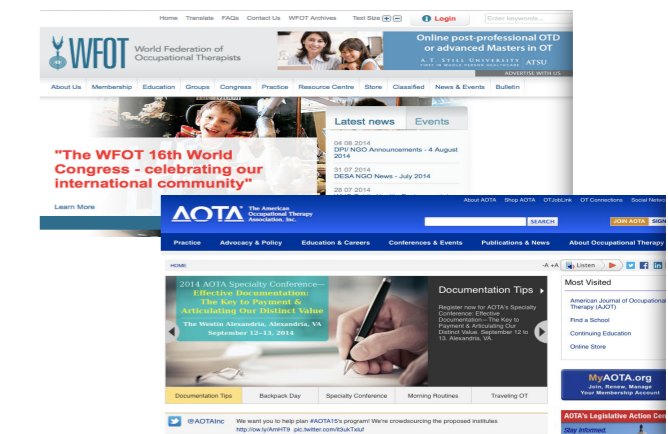 Home Translate FAQs Contact Us WFOT Archives Text Size Login Enter keywords...
WFOT
World Federation of
Occupational Therapists
Online post-professional OTD
or advanced Masters in OT
A.T. STILL UNIVERSITY ATSU
ADVERTISE WITH US
About Us Membership Education Groups Congress Practice Resource Centre Store Classified News & Events Bulletin
"The WFOT 16th World
Congress - celebrating our
international community"
Learn More
Latest news Events
04 08 2014
DPI/ NGO Announcements - 4 August
2014
31 07 2014
DESA NGO News - July 2014
28 07 2014
About AOTA Shop AOTA OTJobLink OT Connections Social Netwo
AOTA
The American
Occupational Therapy
Association, Inc.
SEARCH
JOIN AOTA SIGN
Practice Advocacy & Policy Education & Careers Conferences & Events Publications & News About Occupational Therapy
HOME
-A +A Listen
2014 AOTA Specialty Conference—
Effective Documentation:
The Key to Payment &
Articulating Our Distinct Value
The Westin Alexandria, Alexandria, VA
September 12–13, 2014
Documentation Tips
Register now for AOTA's Specialty
Conference: Effective
Documentation—The Key to
Payment & Articulating Our
Distinct Value. September 12 to
13. Alexandria, VA.
Most Visited
American Journal of Occupational
Therapy (AJOT)
Find a School
Continuing Education
Online Store
MyAOTA.org
Join, Renew, Manage
Your Membership Account
Documentation Tips Backpack Day Specialty Conference Morning Routines Traveling OT
AOTA's Legislative Action Cen
Stay Informed.
@AOTAInc We want you to help plan #AOTA15's program! We're crowdsourcing the proposed institutes